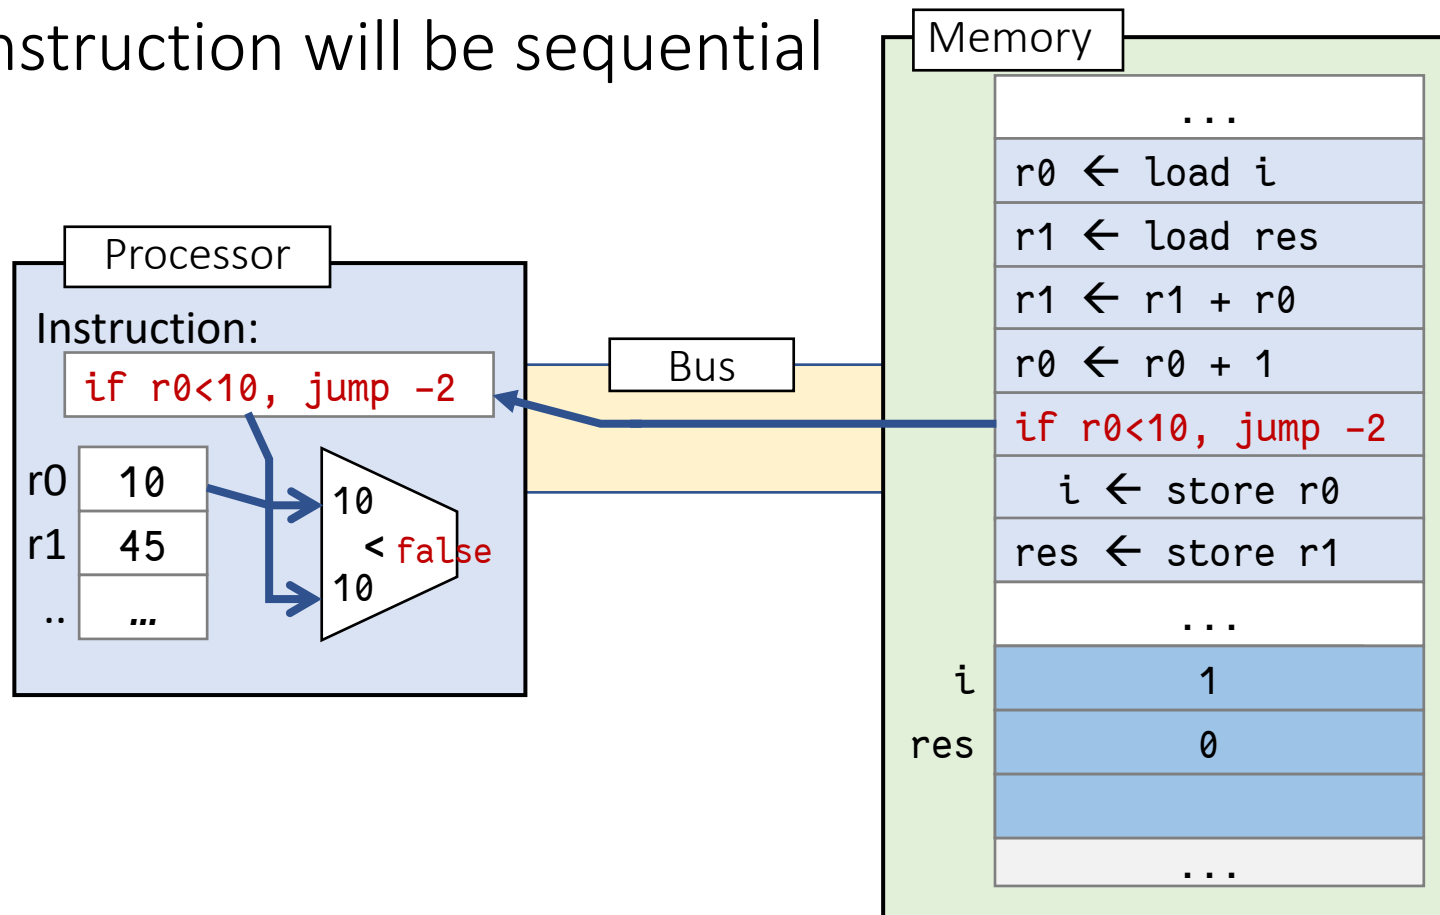 nstruction will be sequential
Processor
Instruction:
if r0<10, jump -2
r0 10
r1 45
.. ...
10
< false
10
Bus
Memory
...
r0 ← load i
r1 ← load res
r1 ← r1 + r0
r0 ← r0 + 1
if r0<10, jump -2
i ← store r0
res ← store r1
...
i 1
res 0
...